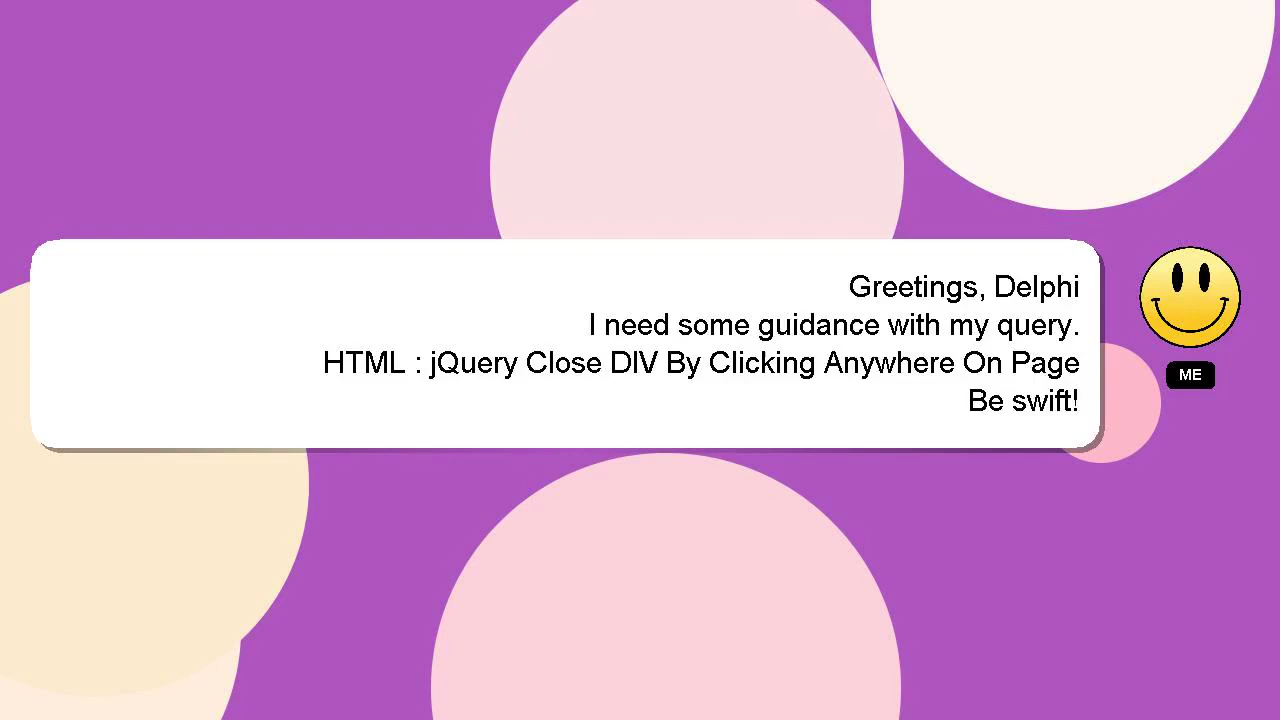 Greetings, Delphi
I need some guidance with my query.
HTML : jQuery Close DIV By Clicking Anywhere On Page
Be swift!
ME